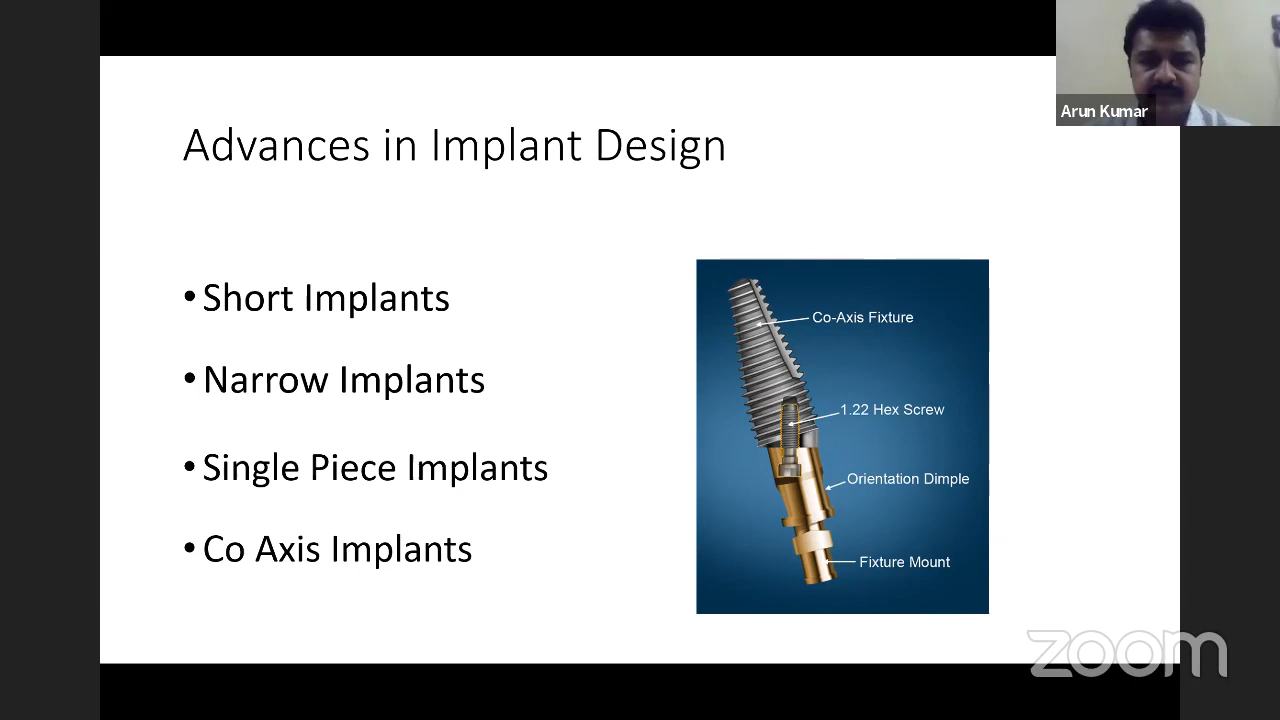 Arun Kumar
Advances in Implant Design
• Short Implants
• Narrow Implants
• Single Piece Implants
• Co Axis Implants
Co-Axis Fixture
1.22 Hex Screw
Orientation Dimple
Fixture Mount
zoom